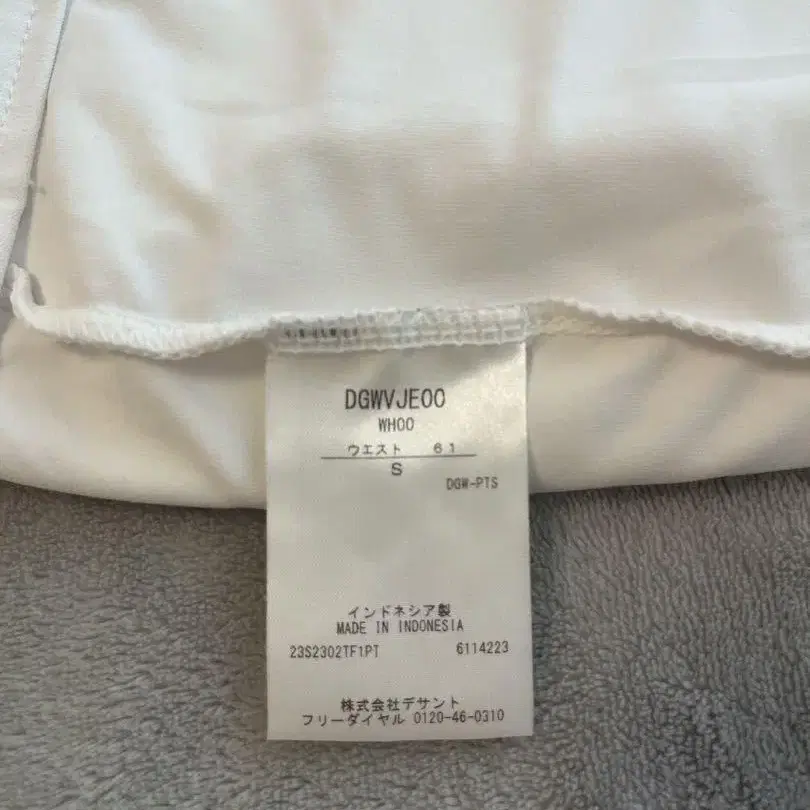 DGWVJE00
WH00
ウエスト 61
S
DGW-PTS
インドネシア製
MADE IN INDONESIA
23S2302TF1PT 6114223
株式会社デサント
フリーダイヤル 0120-46-0310